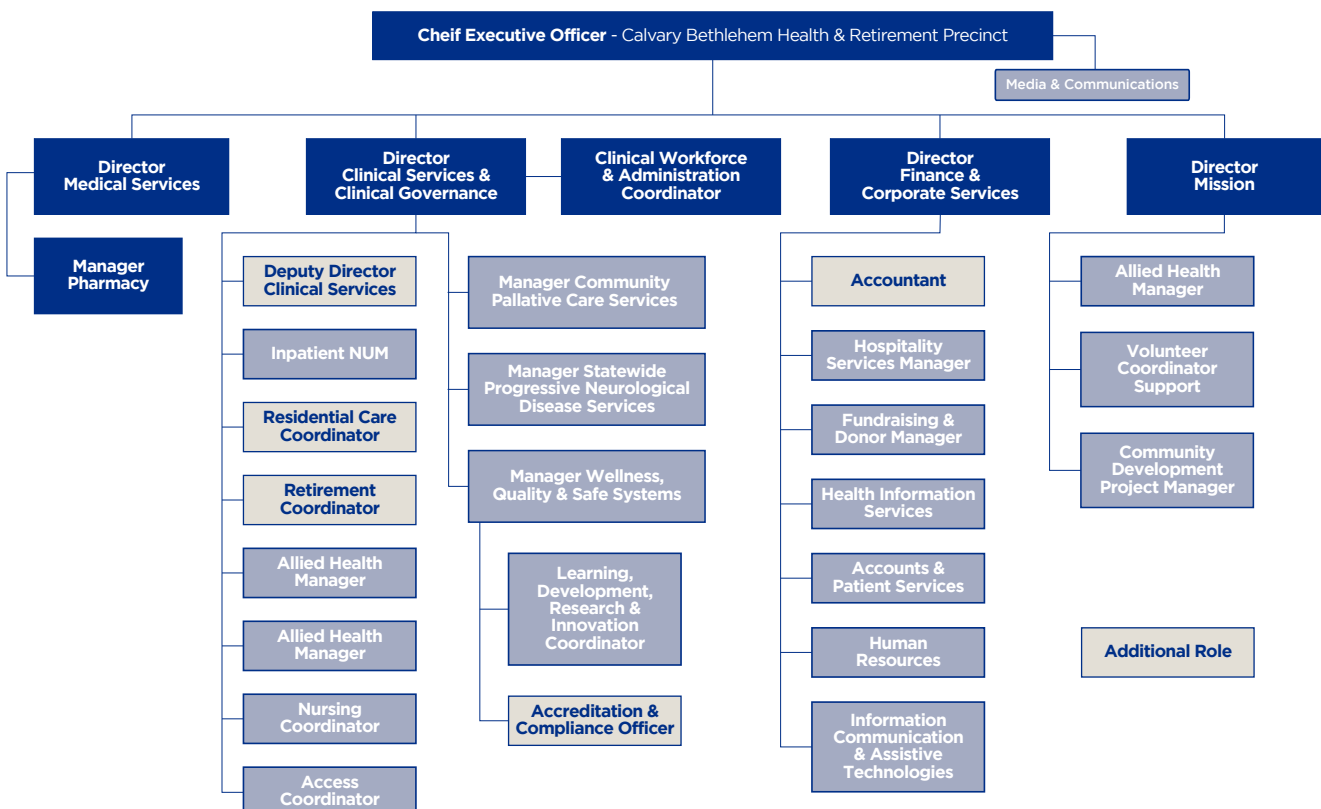 Cheif Executive Officer - Calvary Bethlehem Health & Retirement Precinct
Media & Communications
Director
Medical Services
Manager
Pharmacy
Director
Clinical Services &
Clinical Governance
Clinical Workforce
& Administration
Coordinator
Director
Finance &
Corporate Services
Director
Mission
Deputy Director
Clinical Services
Inpatient NUM
Residential Care
Coordinator
Retirement
Coordinator
Allied Health
Manager
Allied Health
Manager
Nursing
Coordinator
Access
Coordinator
Manager Community
Pallative Care Services
Manager Statewide
Progressive Neurological
Disease Services
Manager Wellness,
Quality & Safe Systems
Learning,
Development,
Research &
Innovation
Coordinator
Accreditation &
Compliance Officer
Accountant
Hospitality
Services Manager
Fundraising &
Donor Manager
Health Information
Services
Accounts &
Patient Services
Human
Resources
Information
Communication
& Assistive
Technologies
Allied Health
Manager
Volunteer
Coordinator
Support
Community
Development
Project Manager
Additional Role